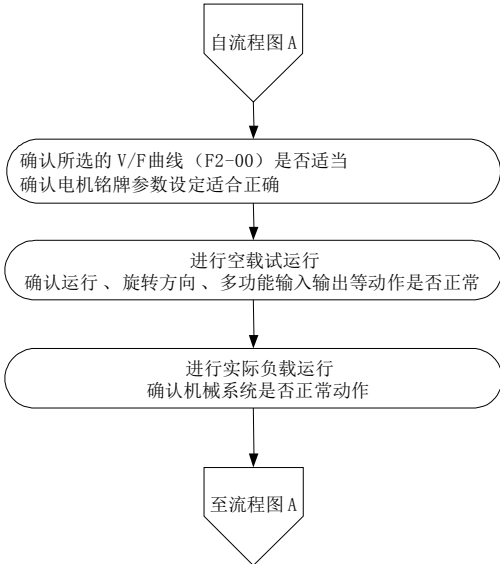 自流程图 A
确认所选的 V/F曲线（F2-00）是否适当
确认电机铭牌参数设定适合正确
进行空载试运行
确认运行、旋转方向、多功能输入输出等动作是否正常
进行实际负载运行
确认机械系统是否正常动作
至流程图 A